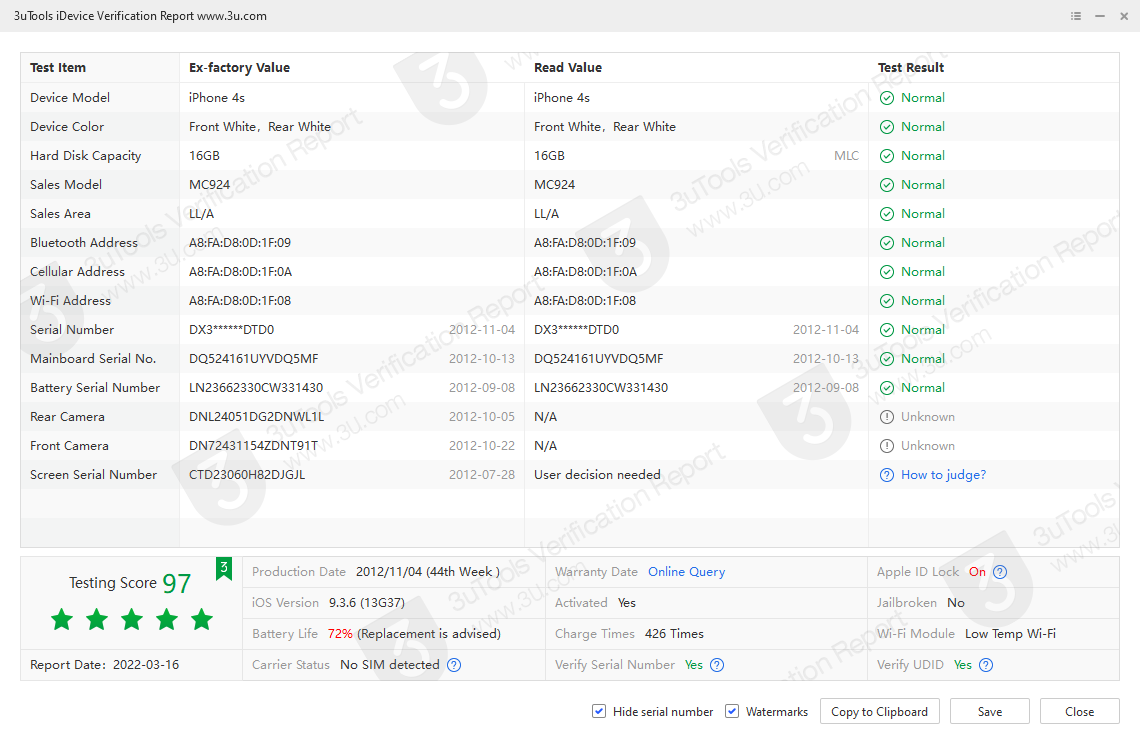 3uTools iDevice Verification Report www.3u.com
Test Item Ex-factory Value Read Value Test Result
Device Model iPhone 4s iPhone 4s Normal
Device Color Front White, Rear White Front White, Rear White Normal
Hard Disk Capacity 16GB 16GB MLC Normal
Sales Model MC924 MC924 Normal
Sales Area LL/A LL/A Normal
Bluetooth Address A8:FA:D8:0D:1F:09 A8:FA:D8:0D:1F:09 Normal
Cellular Address A8:FA:D8:0D:1F:0A A8:FA:D8:0D:1F:0A Normal
Wi-Fi Address A8:FA:D8:0D:1F:08 A8:FA:D8:0D:1F:08 Normal
Serial Number DX3******DTD0 2012-11-04 DX3******DTD0 2012-11-04 Normal
Mainboard Serial No. DQ524161UYVDQ5MF 2012-10-13 DQ524161UYVDQ5MF 2012-10-13 Normal
Battery Serial Number LN23662330CW331430 2012-09-08 LN23662330CW331430 2012-09-08 Normal
Rear Camera DNL24051DG2DNWL1L 2012-10-05 N/A Unknown
Front Camera DN72431154ZDNT91T 2012-10-22 N/A Unknown
Screen Serial Number CTD23060H82DJGJL 2012-07-28 User decision needed How to judge?
Testing Score 97 3
Production Date 2012/11/04 (44th Week ) Warranty Date Online Query Apple ID Lock On
iOS Version 9.3.6 (13G37) Activated Yes Jailbroken No
Battery Life 72% (Replacement is advised) Charge Times 426 Times Wi-Fi Module Low Temp Wi-Fi
Report Date: 2022-03-16 Carrier Status No SIM detected Verify Serial Number Yes Verify UDID Yes
Hide serial number Watermarks Copy to Clipboard Save Close
3uTools Verification Report
www.3u.com